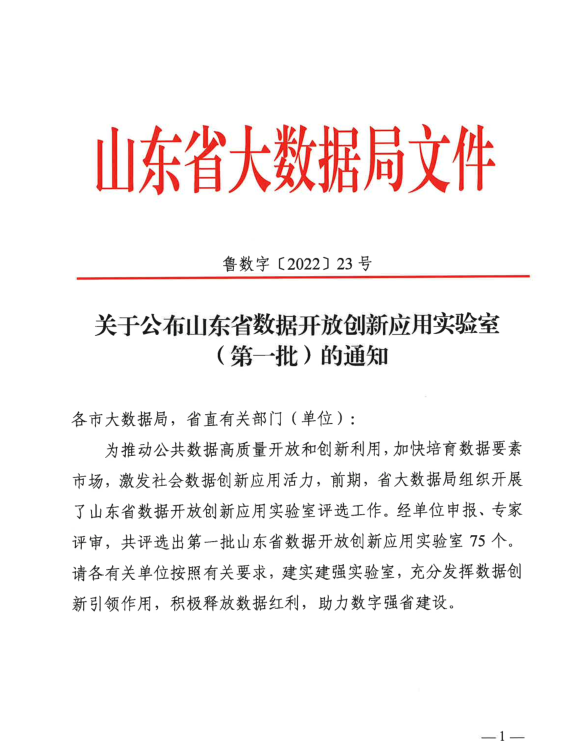 山东省大数据局文件
鲁数字〔2022〕23 号
关于公布山东省数据开放创新应用实验室
（第一批）的通知
各市大数据局，省直有关部门（单位）：
为推动公共数据高质量开放和创新利用，加快培育数据要素
市场，激发社会数据创新应用活力，前期，省大数据局组织开展
了山东省数据开放创新应用实验室评选工作。经单位申报、专家
评审，共评选出第一批山东省数据开放创新应用实验室 75 个。
请各有关单位按照有关要求，建实建强实验室，充分发挥数据创
新引领作用，积极释放数据红利，助力数字强省建设。
—1—